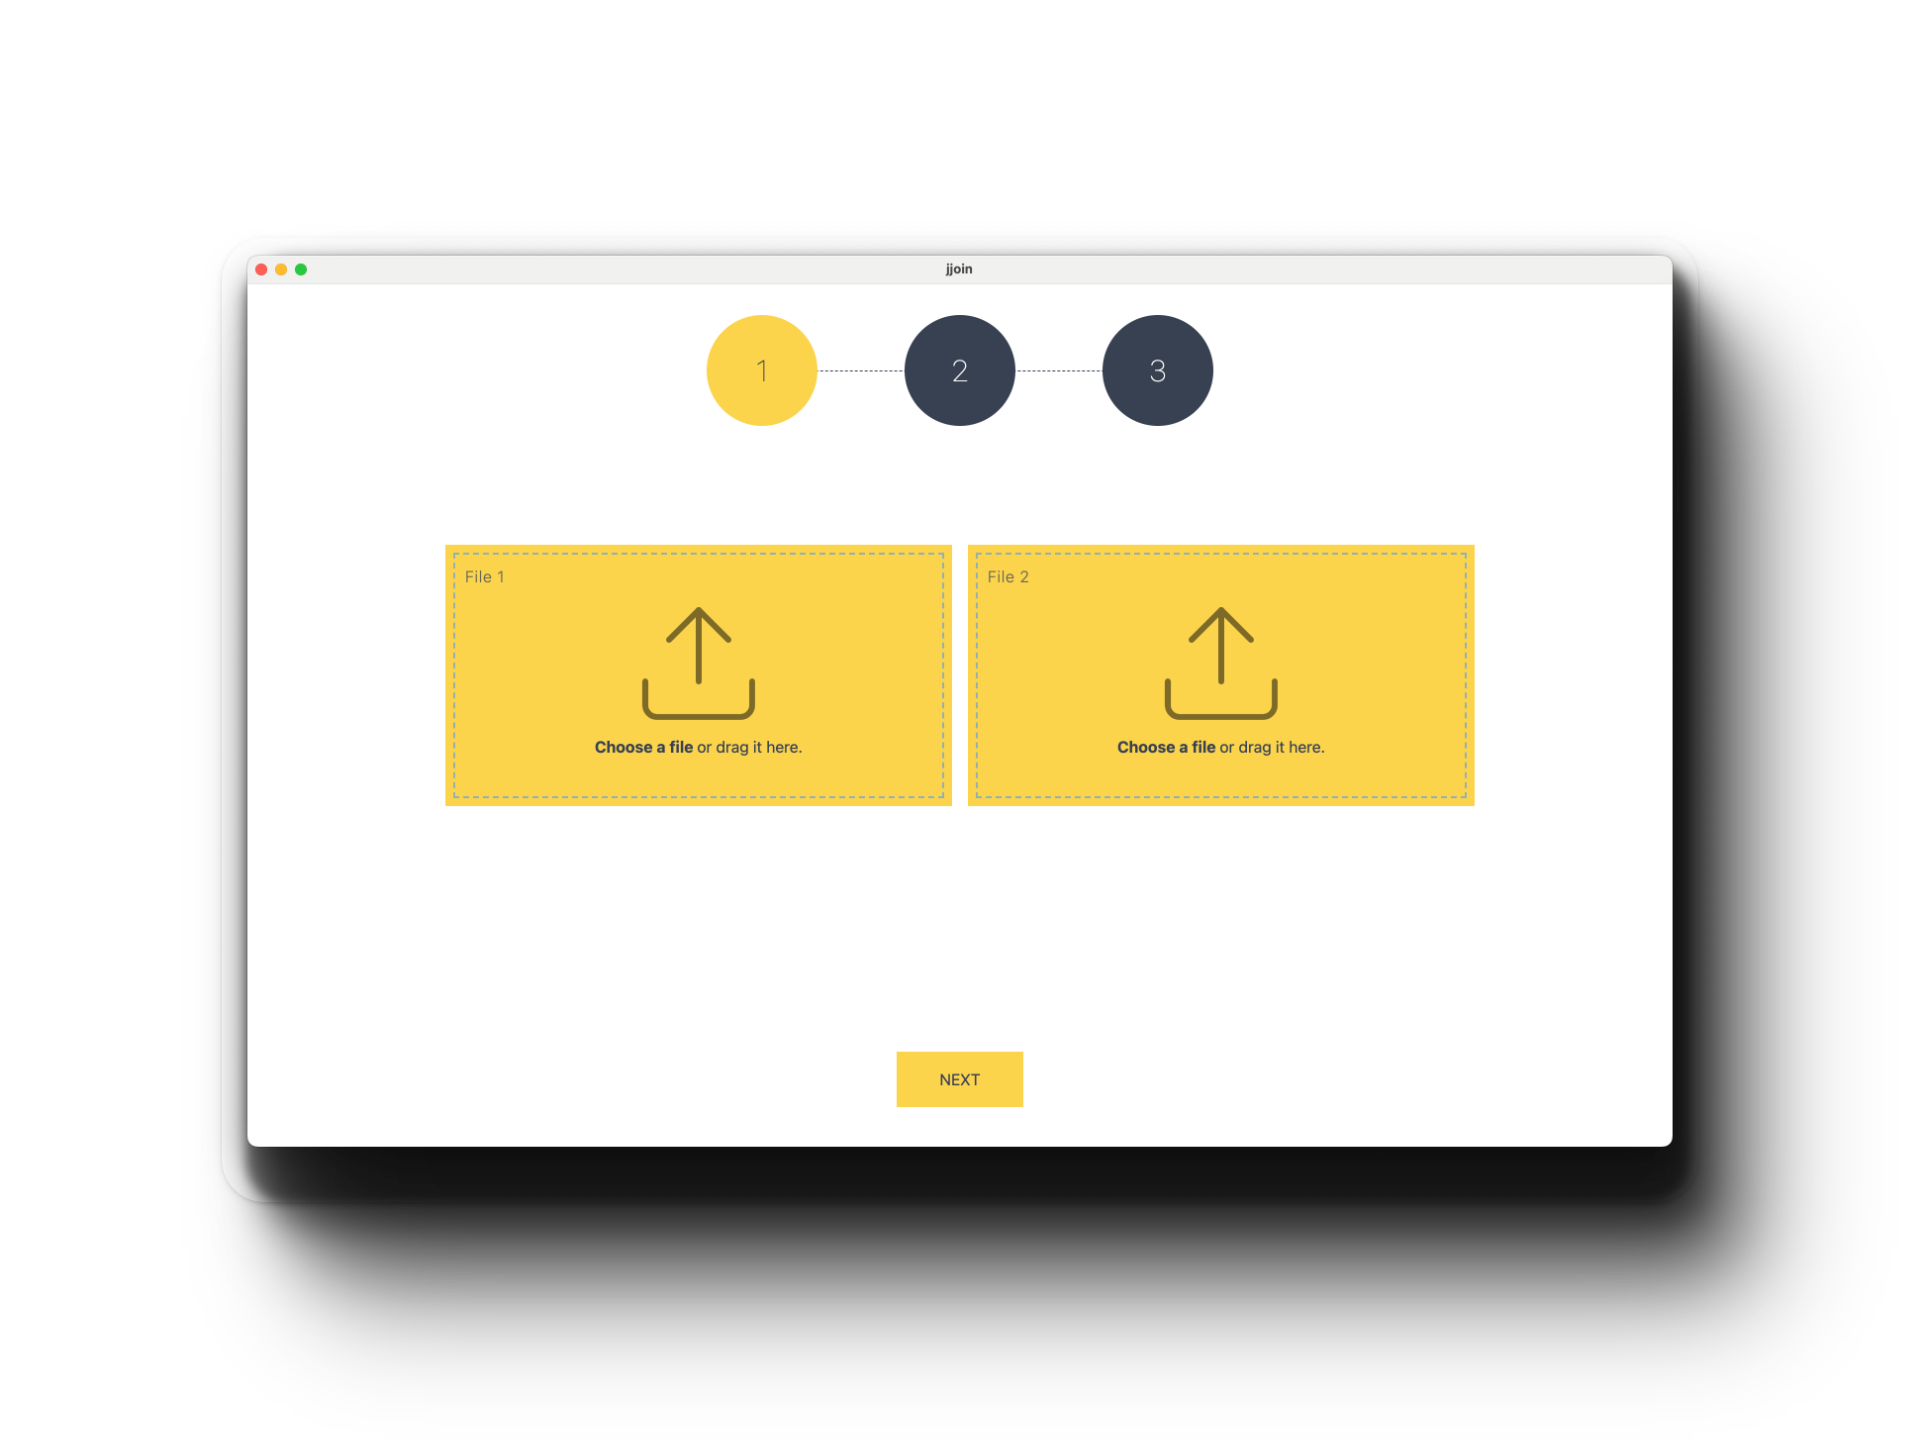 jjoin
1
2
3
File 1
Choose a file or drag it here.
File 2
Choose a file or drag it here.
NEXT